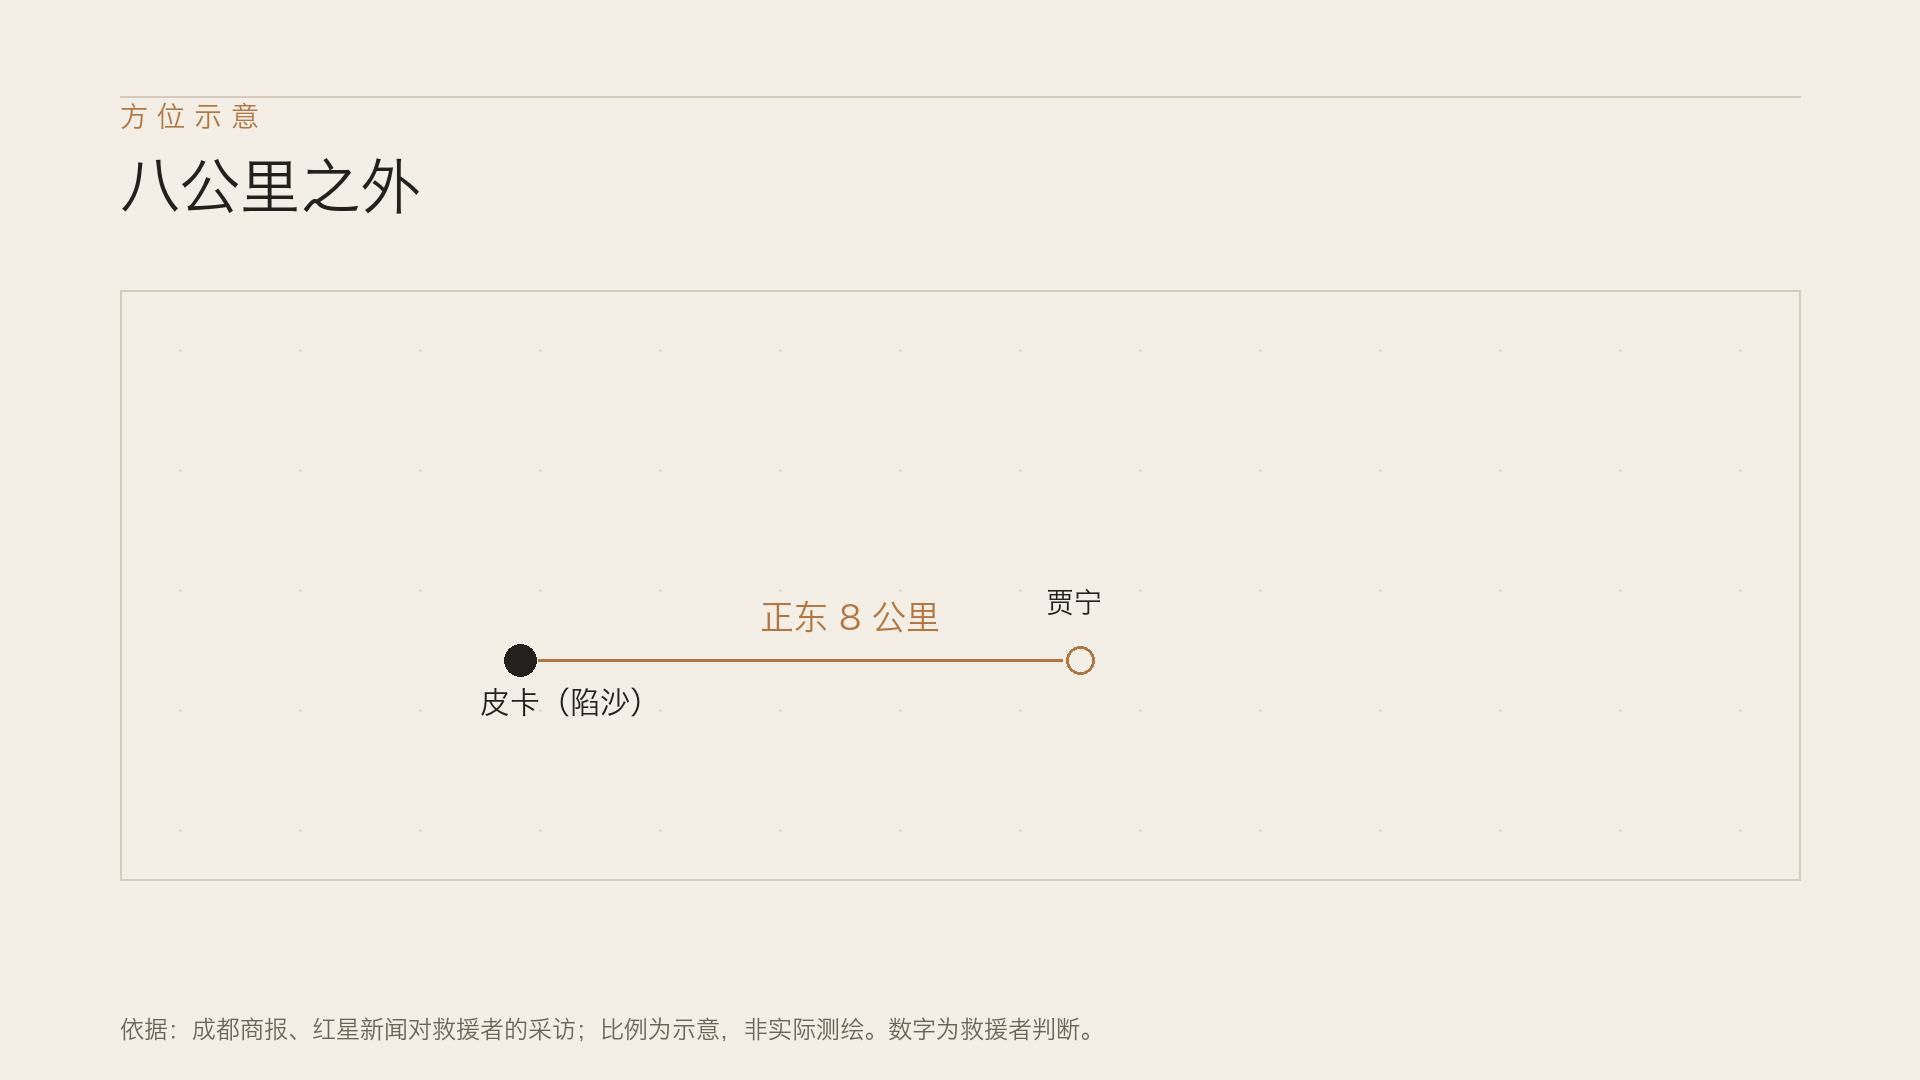 方位示意
八公里之外
正东 8 公里
贾宁
皮卡（陷沙）
依据：成都商报、红星新闻对救援者的采访；比例为示意，非实际测绘。数字为救援者判断。